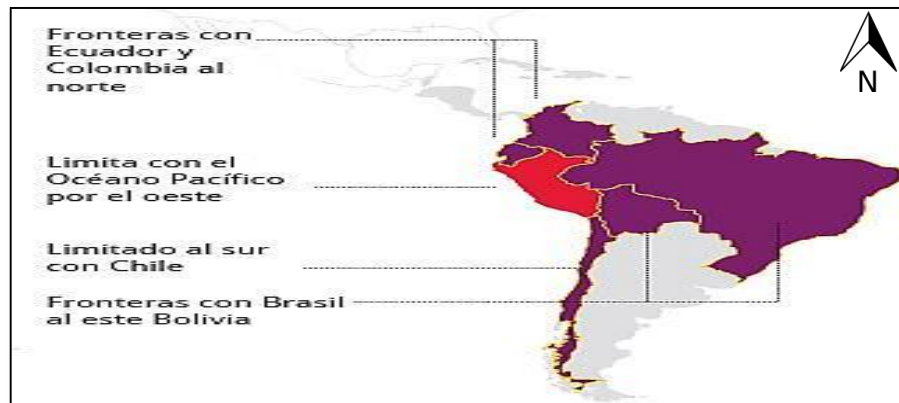 Fronteras con
Ecuador y
Colombia al
norte
N
Limita con el
Océano Pacífico
por el oeste
Limitado al sur
con Chile
Fronteras con Brasil
al este Bolivia